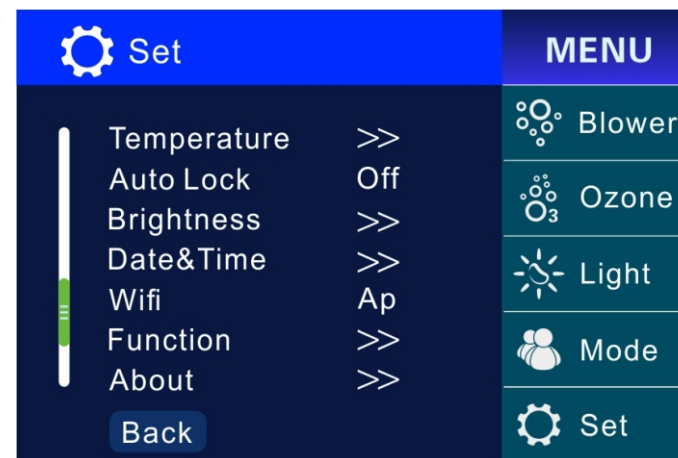 Set
Temperature >>
Auto Lock Off
Brightness >>
Date&Time >>
Wifi Ap
Function >>
About >>
Back
MENU
Blower
O3 Ozone
Light
Mode
Set